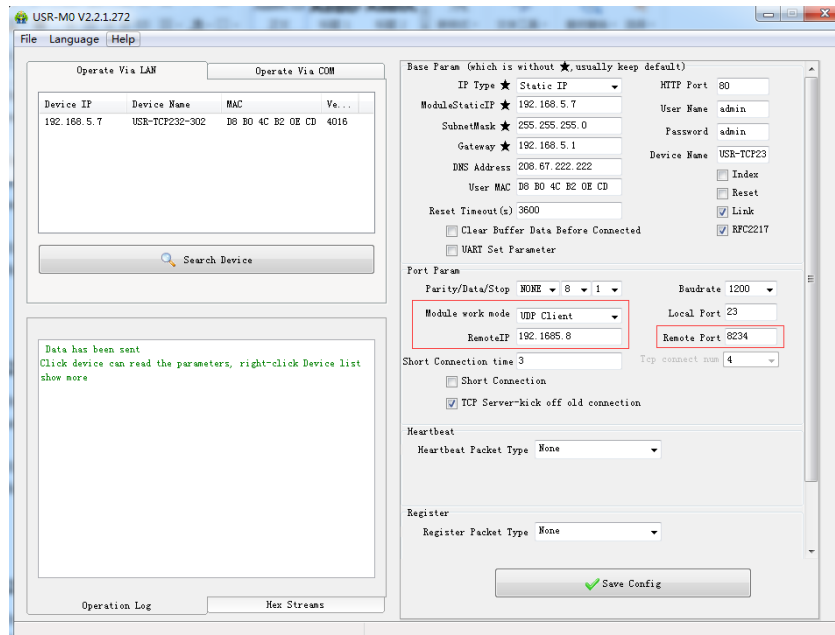 USR-M0 V2.2.1.272
File Language Help
Operate Via LAN Operate Via COM
Device IP Device Name MAC Ve...
192.168.5.7 USR-TCP232-302 D8 B0 4C B2 0E CD 4016
Search Device
Data has been sent
Click device can read the parameters, right-click Device list
show more
Operation Log Hex Streams
Base Param (which is without ★, usually keep default)
IP Type ★ Static IP HTTP Port 80
ModuleStaticIP ★ 192.168.5.7 User Name admin
SubnetMask ★ 255.255.255.0 Password admin
Gateway ★ 192.168.5.1 Device Name USR-TCP23
DNS Address 208.67.222.222 Index
User MAC D8 B0 4C B2 0E CD Reset
Reset Timeout(s) 3600 Link
Clear Buffer Data Before Connected RFC2217
UART Set Parameter
Port Param
Parity/Data/Stop NONE 8 1 Baudrate 1200
Module work mode UDP Client Local Port 23
RemoteIP 192.1685.8 Remote Port 8234
Short Connection time 3 Tcp connect num 4
Short Connection
TCP Server-kick off old connection
Heartbeat
Heartbeat Packet Type None
Register
Register Packet Type None
Save Config